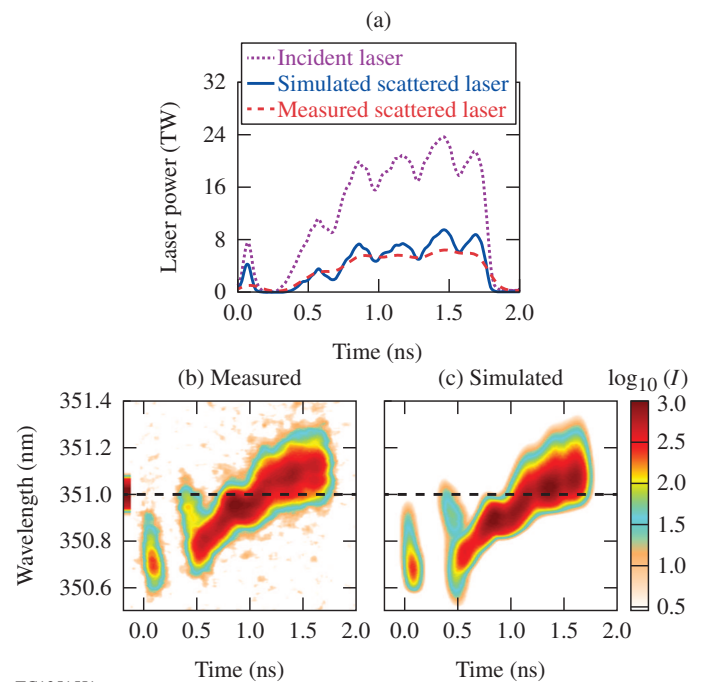 (a)
Incident laser
Simulated scattered laser
Measured scattered laser
Laser power (TW)
32
24
16
8
0
0.0 0.5 1.0 1.5 2.0
Time (ns)
(b) Measured
(c) Simulated
log10 (I)
Wavelength (nm)
351.4
351.2
351.0
350.8
350.6
0.0 0.5 1.0 1.5 2.0
Time (ns)
0.0 0.5 1.0 1.5 2.0
Time (ns)
3.0
2.5
2.0
1.5
1.0
0.5